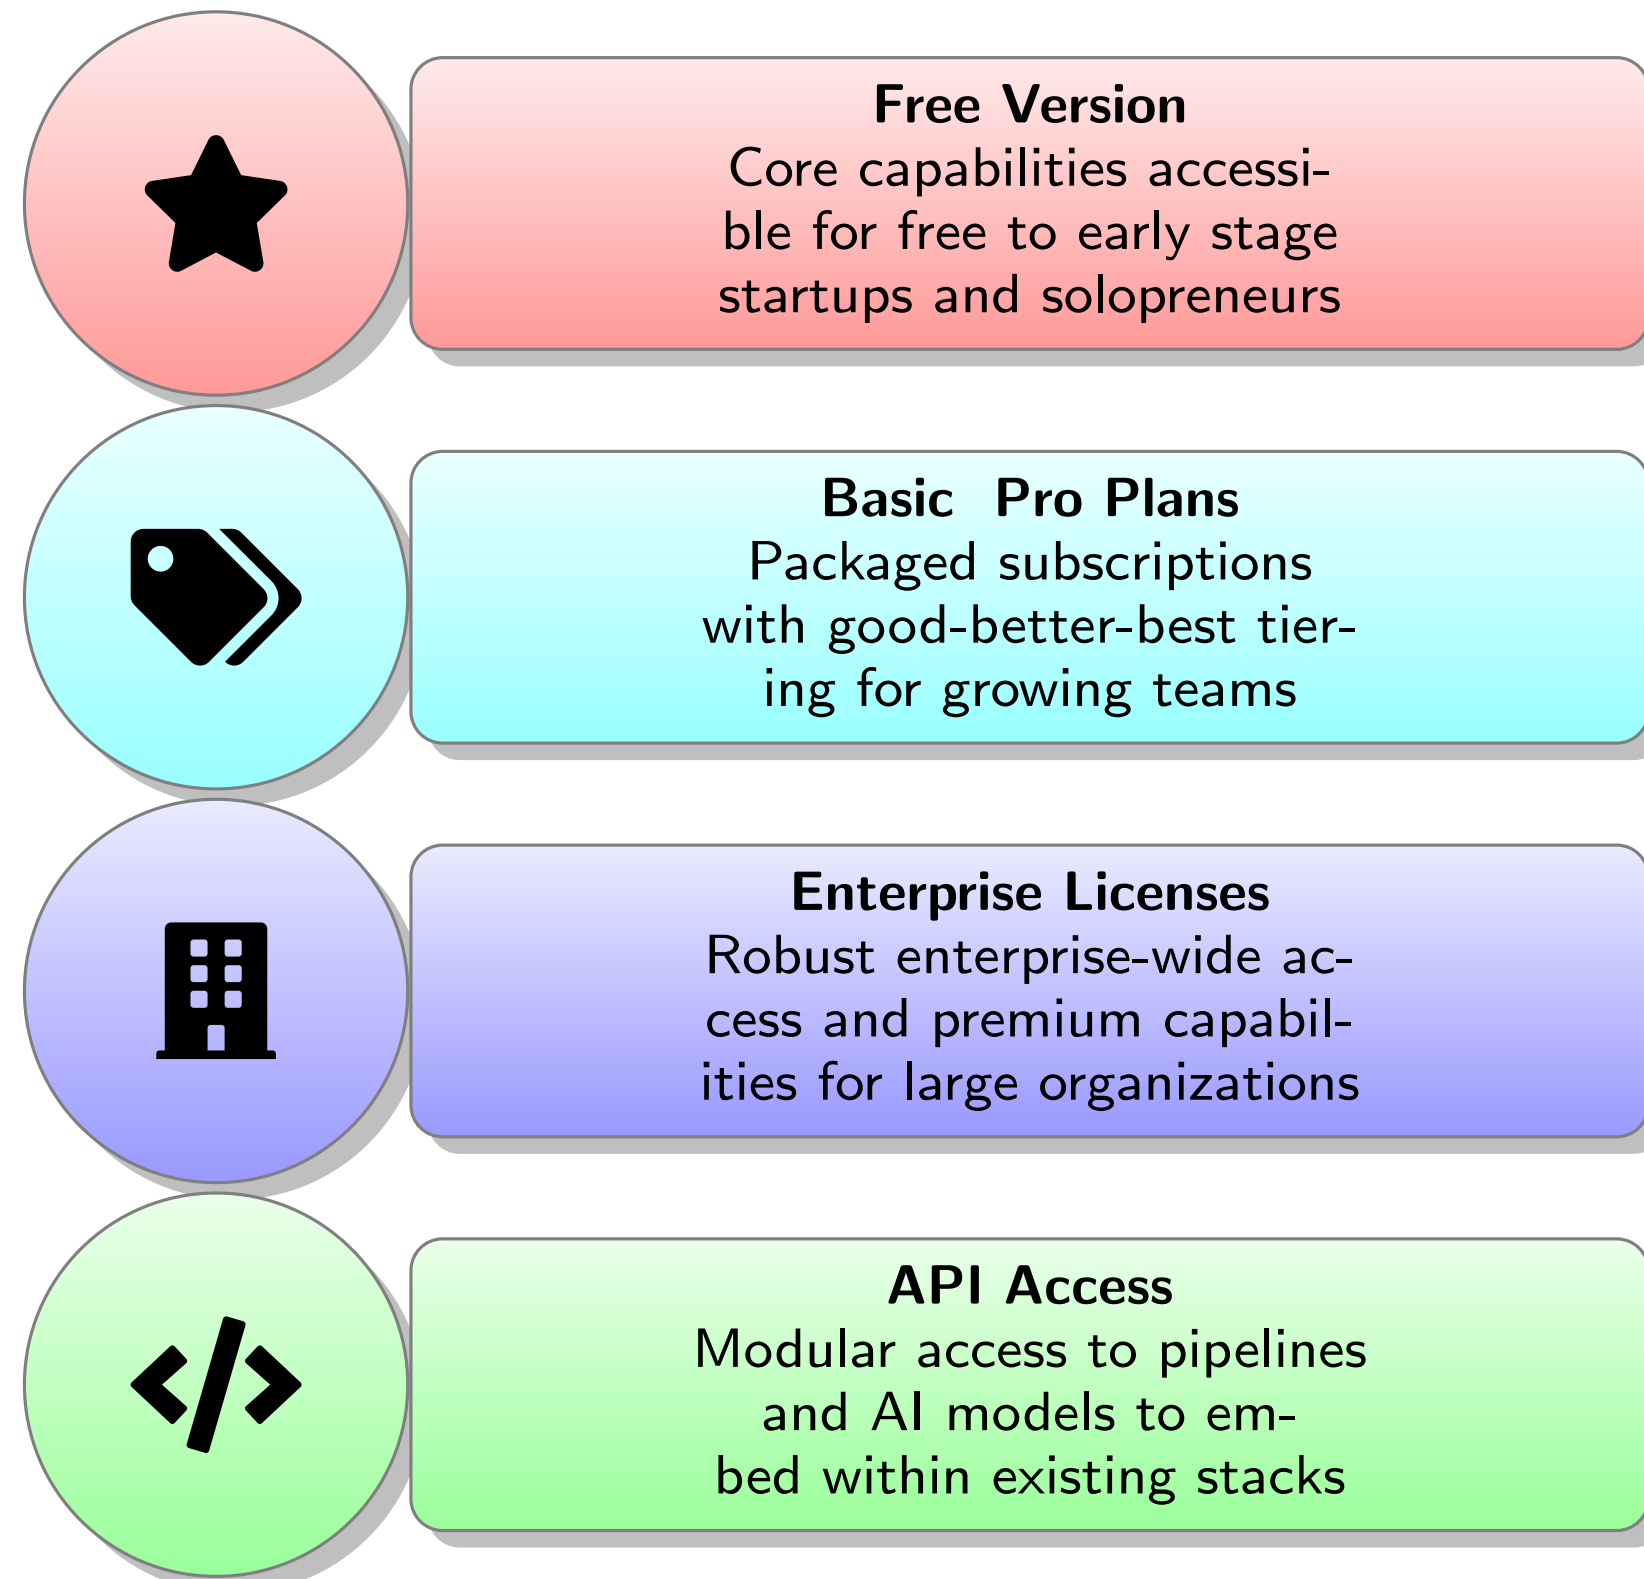 Free Version
Core capabilities accessi-
ble for free to early stage
startups and solopreneurs
Basic  Pro Plans
Packaged subscriptions
with good-better-best tier-
ing for growing teams
Enterprise Licenses
Robust enterprise-wide ac-
cess and premium capabil-
ities for large organizations
API Access
Modular access to pipelines
and AI models to em-
bed within existing stacks